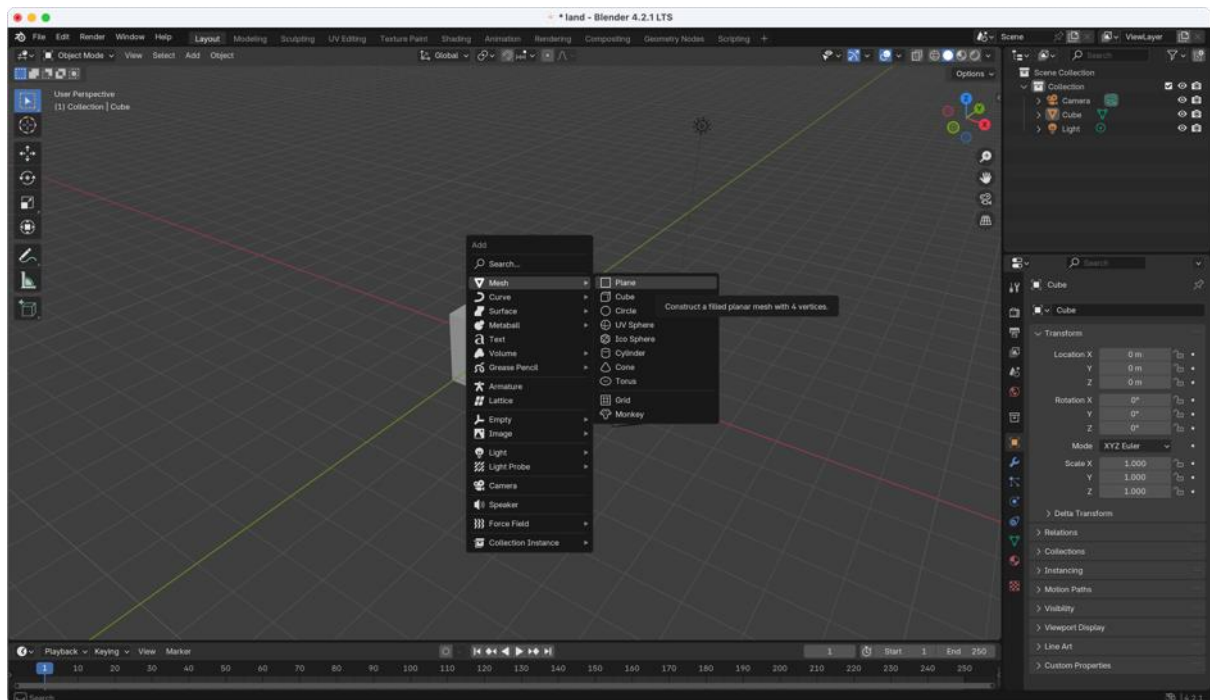 * land - Blender 4.2.1 LTS
File Edit Render Window Help Layout Modeling Sculpting UV Editing Texture Paint Shading Animation Rendering Compositing Geometry Nodes Scripting + Scene ViewLayer
Object Mode View Select Add Object Global Search
Options
User Perspective
(1) Collection | Cube
Scene Collection
Collection
Camera
Cube
Light
Add
Search...
Mesh
Curve
Surface
Metaball
Text
Volume
Grease Pencil
Armature
Lattice
Empty
Image
Light
Light Probe
Camera
Speaker
Force Field
Collection Instance
Plane
Cube
Circle
UV Sphere
Ico Sphere
Cylinder
Cone
Torus
Grid
Monkey
Construct a filled planar mesh with 4 vertices.
Search
Cube
Cube
Transform
Location X 0 m
Y 0 m
Z 0 m
Rotation X 0°
Y 0°
Z 0°
Mode XYZ Euler
Scale X 1.000
Y 1.000
Z 1.000
Delta Transform
Relations
Collections
Instancing
Motion Paths
Visibility
Viewport Display
Line Art
Custom Properties
Playback Keying View Marker 1 Start 1 End 250
1 10 20 30 40 50 60 70 80 90 100 110 120 130 140 150 160 170 180 190 200 210 220 230 240 250
Search 4.2.1